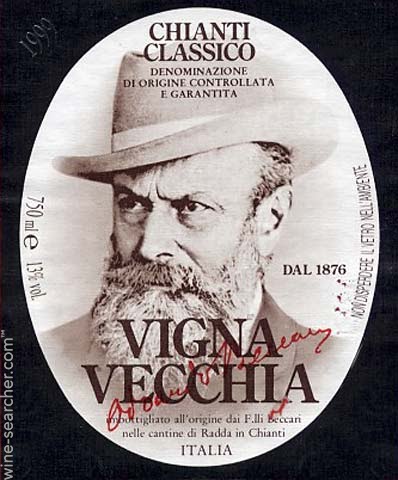 1999
CHIANTI
CLASSICO
DENOMINAZIONE
DI ORIGINE CONTROLLATA
E GARANTITA
750 ml e 13% vol.
NON DISPERDERE IL VETRO NELL'AMBIENTE
DAL 1876
VIGNA
VECCHIA
imbottigliato all'origine dai F.lli Beccari
nelle cantine di Radda in Chianti
ITALIA
wine-searcher.com™